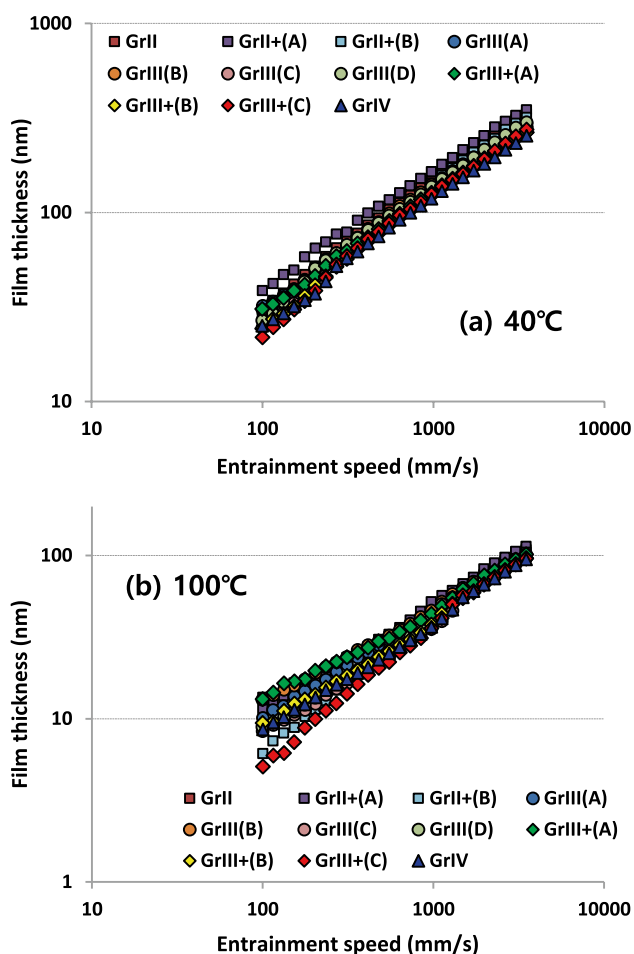 1000
GrII GrII+(A) GrII+(B) GrIII(A)
GrIII(B) GrIII(C) GrIII(D) GrIII+(A)
GrIII+(B) GrIII+(C) GrIV
Film thickness (nm)
100
(a) 40℃
10
10 100 1000 10000
Entrainment speed (mm/s)
100
(b) 100℃
Film thickness (nm)
10
GrII GrII+(A) GrII+(B) GrIII(A)
GrIII(B) GrIII(C) GrIII(D) GrIII+(A)
GrIII+(B) GrIII+(C) GrIV
1
10 100 1000 10000
Entrainment speed (mm/s)